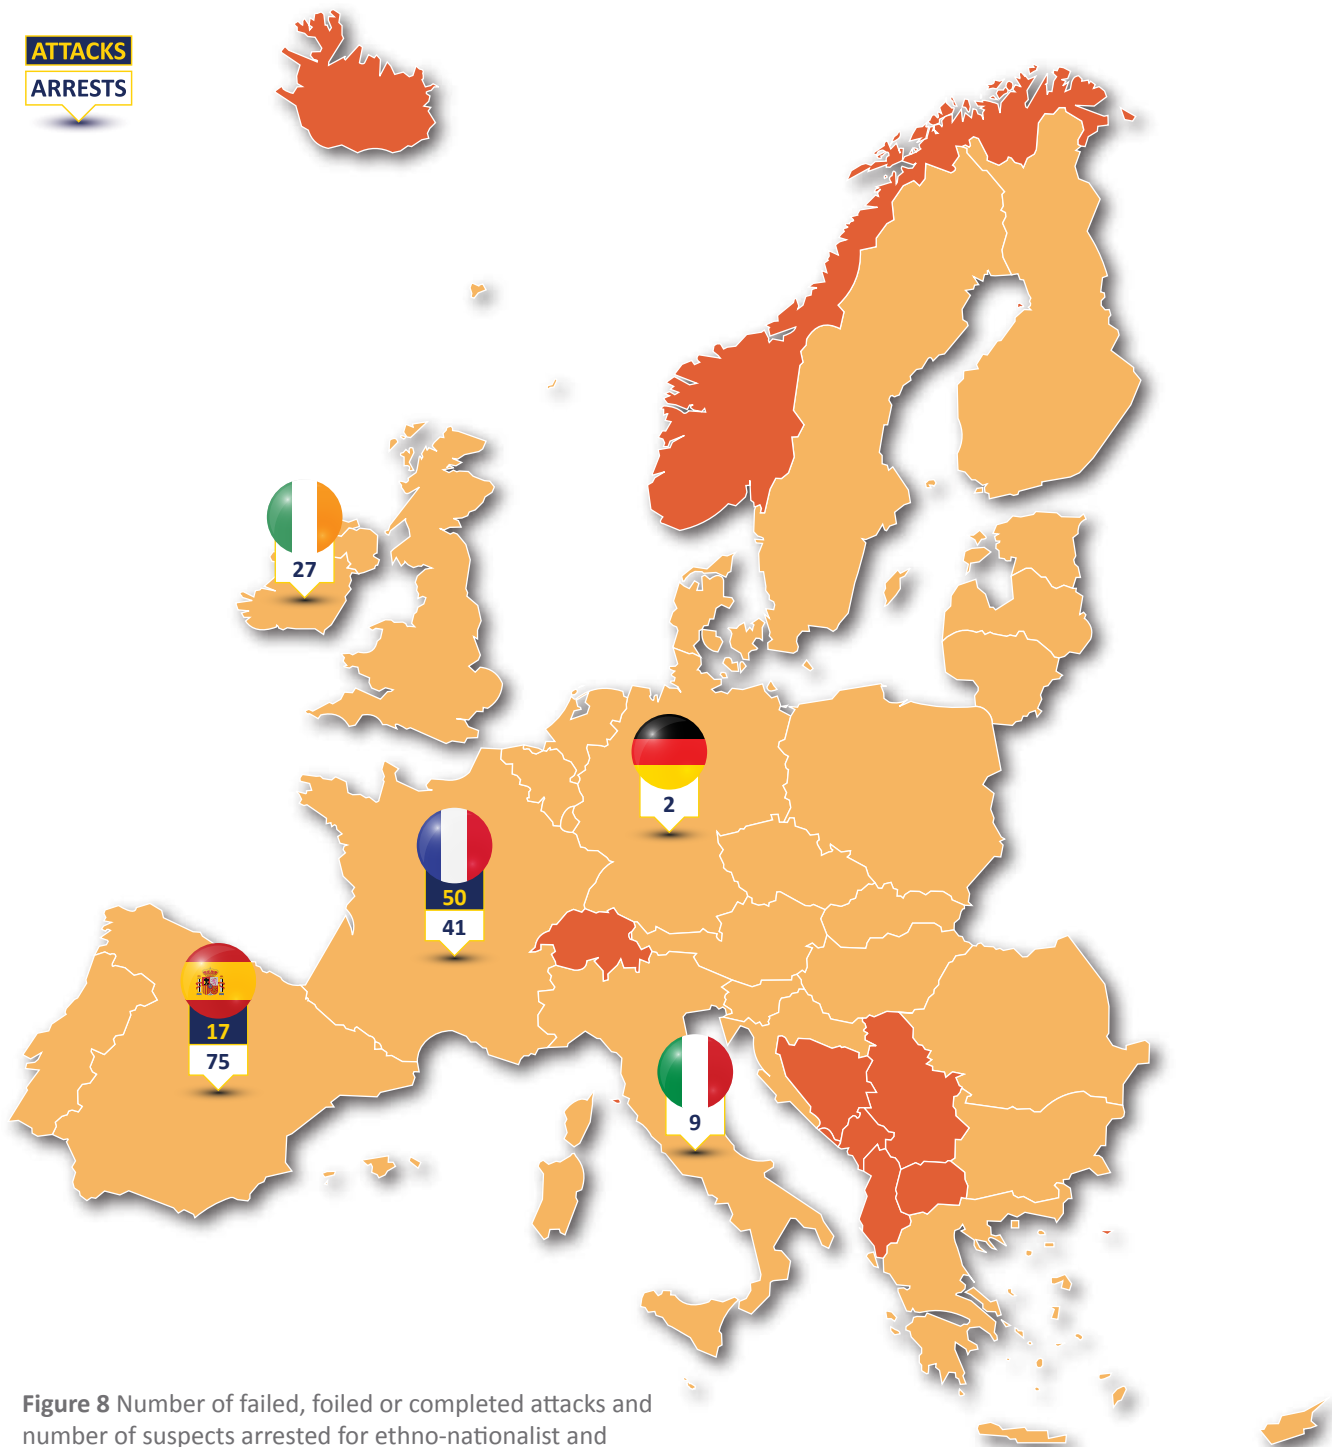 ATTACKS
ARRESTS
27
2
50
41
17
75
9
Figure 8 Number of failed, foiled or completed attacks and
number of suspects arrested for ethno-nationalist and